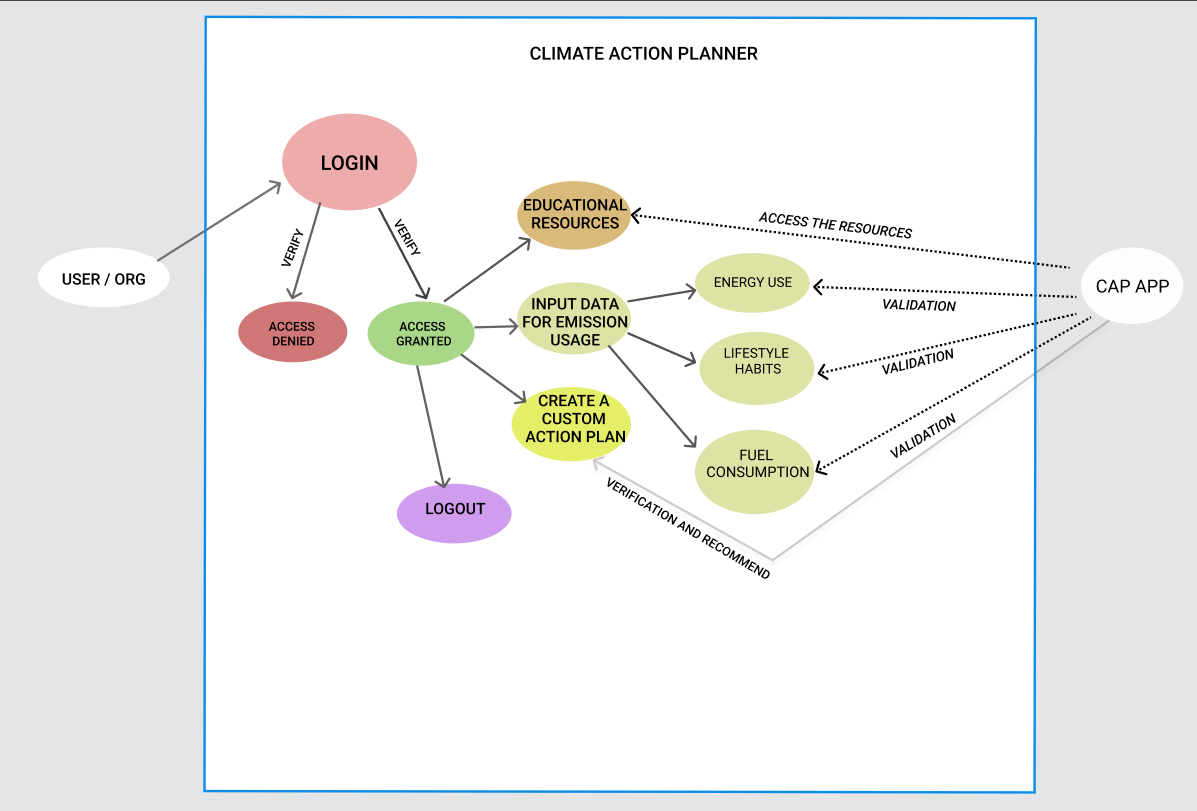 CLIMATE ACTION PLANNER
LOGIN
USER / ORG
VERIFY
VERIFY
ACCESS
DENIED
ACCESS
GRANTED
EDUCATIONAL
RESOURCES
INPUT DATA
FOR EMISSION
USAGE
CREATE A
CUSTOM
ACTION PLAN
LOGOUT
ENERGY USE
LIFESTYLE
HABITS
FUEL
CONSUMPTION
ACCESS THE RESOURCES
VALIDATION
VALIDATION
VALIDATION
VERIFICATION AND RECOMMEND
CAP APP